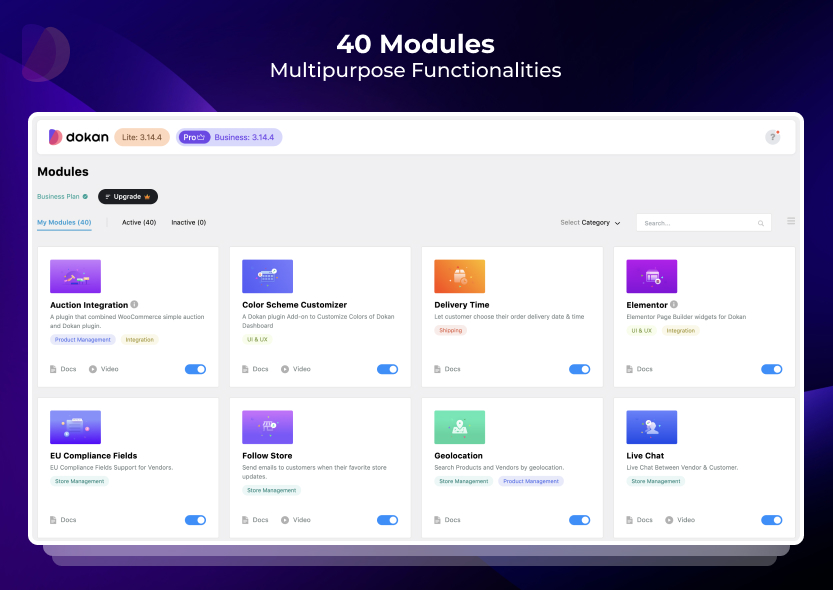 40 Modules
Multipurpose Functionalities
dokan Lite: 3.14.4 Pro Business: 3.14.4 ?
Modules
Business Plan Upgrade
My Modules (40) Active (40) Inactive (0) Select Category Search...
Auction Integration
A plugin that combined WooCommerce simple auction
and Dokan plugin.
Product Management Integration
Docs Video
Color Scheme Customizer
A Dokan plugin Add-on to Customize Colors of Dokan
Dashboard
UI & UX
Docs Video
Delivery Time
Let customer choose their order delivery date & time
Shipping
Docs
Elementor
Elementor Page Builder widgets for Dokan
UI & UX Integration
Docs
EU Compliance Fields
EU Compliance Fields Support for Vendors.
Store Management
Docs
Follow Store
Send emails to customers when their favorite store
updates.
Store Management
Docs Video
Geolocation
Search Products and Vendors by geolocation.
Store Management Product Management
Docs
Live Chat
Live Chat Between Vendor & Customer.
Store Management
Docs Video